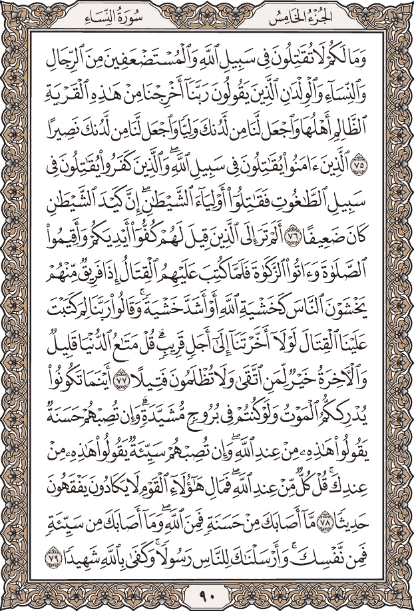 الجزء الخامس
سورة النساء
وَمَا لَكُمْ لَا تُقَٰتِلُونَ فِى سَبِيلِ ٱللَّهِ وَٱلْمُسْتَضْعَفِينَ مِنَ ٱلرِّجَالِ
وَٱلنِّسَآءِ وَٱلْوِلْدَٰنِ ٱلَّذِينَ يَقُولُونَ رَبَّنَآ أَخْرِجْنَا مِنْ هَٰذِهِ ٱلْقَرْيَةِ
ٱلظَّالِمِ أَهْلُهَا وَٱجْعَل لَّنَا مِن لَّدُنكَ وَلِيًّا وَٱجْعَل لَّنَا مِن لَّدُنكَ نَصِيرًا
٧٥ ٱلَّذِينَ ءَامَنُوا۟ يُقَٰتِلُونَ فِى سَبِيلِ ٱللَّهِ ۖ وَٱلَّذِينَ كَفَرُوا۟ يُقَٰتِلُونَ فِى
سَبِيلِ ٱلطَّٰغُوتِ فَقَٰتِلُوٓا۟ أَوْلِيَآءَ ٱلشَّيْطَٰنِ ۖ إِنَّ كَيْدَ ٱلشَّيْطَٰنِ
كَانَ ضَعِيفًا ٧٦ أَلَمْ تَرَ إِلَى ٱلَّذِينَ قِيلَ لَهُمْ كُفُّوٓا۟ أَيْدِيَكُمْ وَأَقِيمُوا۟
ٱلصَّلَوٰةَ وَءَاتُوا۟ ٱلزَّكَوٰةَ فَلَمَّا كُتِبَ عَلَيْهِمُ ٱلْقِتَالُ إِذَا فَرِيقٌ مِّنْهُمْ
يَخْشَوْنَ ٱلنَّاسَ كَخَشْيَةِ ٱللَّهِ أَوْ أَشَدَّ خَشْيَةً ۚ وَقَالُوا۟ رَبَّنَا لِمَ كَتَبْتَ
عَلَيْنَا ٱلْقِتَالَ لَوْلَآ أَخَّرْتَنَآ إِلَىٰٓ أَجَلٍ قَرِيبٍ ۗ قُلْ مَتَٰعُ ٱلدُّنْيَا قَلِيلٌ
وَٱلْءَاخِرَةُ خَيْرٌ لِّمَنِ ٱتَّقَىٰ وَلَا تُظْلَمُونَ فَتِيلًا ٧٧ أَيْنَمَا تَكُونُوا۟
يُدْرِككُّمُ ٱلْمَوْتُ وَلَوْ كُنتُمْ فِى بُرُوجٍ مُّشَيَّدَةٍ ۗ وَإِن تُصِبْهُمْ حَسَنَةٌ
يَقُولُوا۟ هَٰذِهِۦ مِنْ عِندِ ٱللَّهِ ۖ وَإِن تُصِبْهُمْ سَيِّئَةٌ يَقُولُوا۟ هَٰذِهِۦ مِنْ
عِندِكَ ۚ قُلْ كُلٌّ مِّنْ عِندِ ٱللَّهِ ۖ فَمَالِ هَٰٓؤُلَآءِ ٱلْقَوْمِ لَا يَكَادُونَ يَفْقَهُونَ
حَدِيثًا ٧٨ مَّآ أَصَابَكَ مِنْ حَسَنَةٍ فَمِنَ ٱللَّهِ ۖ وَمَآ أَصَابَكَ مِن سَيِّئَةٍ
فَمِن نَّفْسِكَ ۚ وَأَرْسَلْنَٰكَ لِلنَّاسِ رَسُولًا ۚ وَكَفَىٰ بِٱللَّهِ شَهِيدًا ٧٩
٩٠